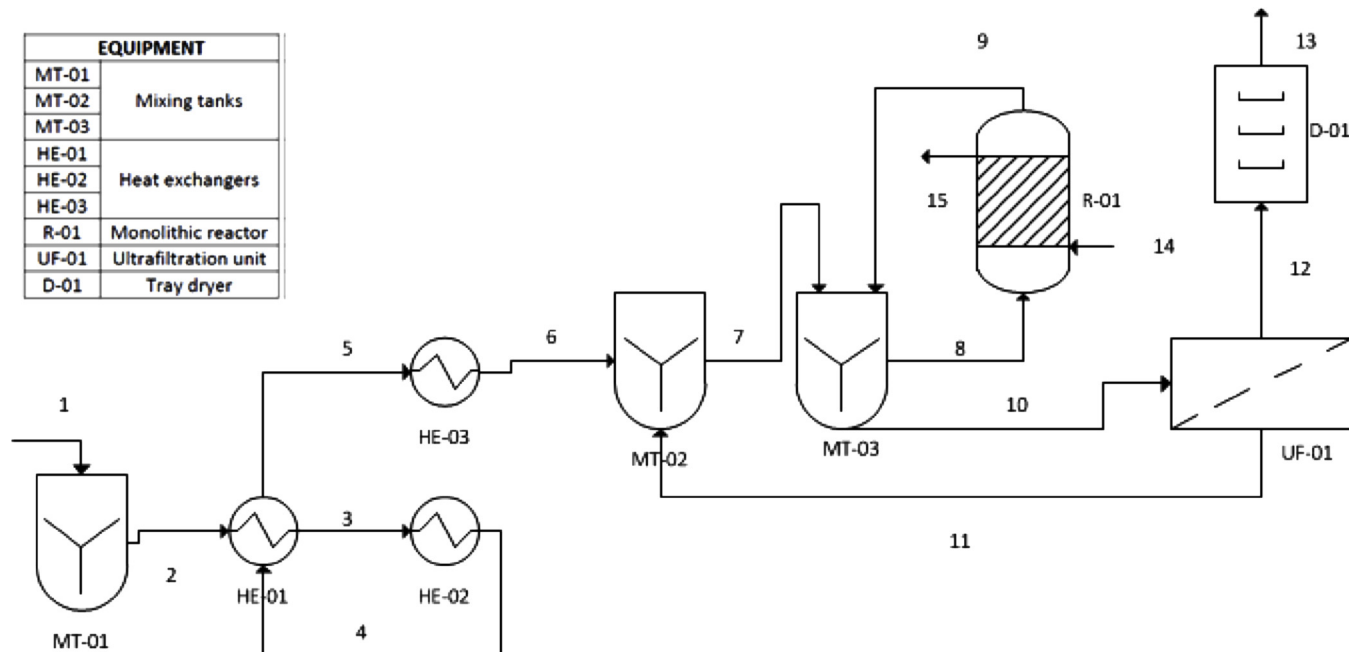 EQUIPMENT
MT-01
MT-02 Mixing tanks
MT-03
HE-01
HE-02 Heat exchangers
HE-03
R-01 Monolithic reactor
UF-01 Ultrafiltration unit
D-01 Tray dryer
9
13
D-01
15
R-01
14
12
5
6
7
8
1
10
HE-03
MT-02
MT-03
UF-01
3
11
2
HE-01
HE-02
4
MT-01